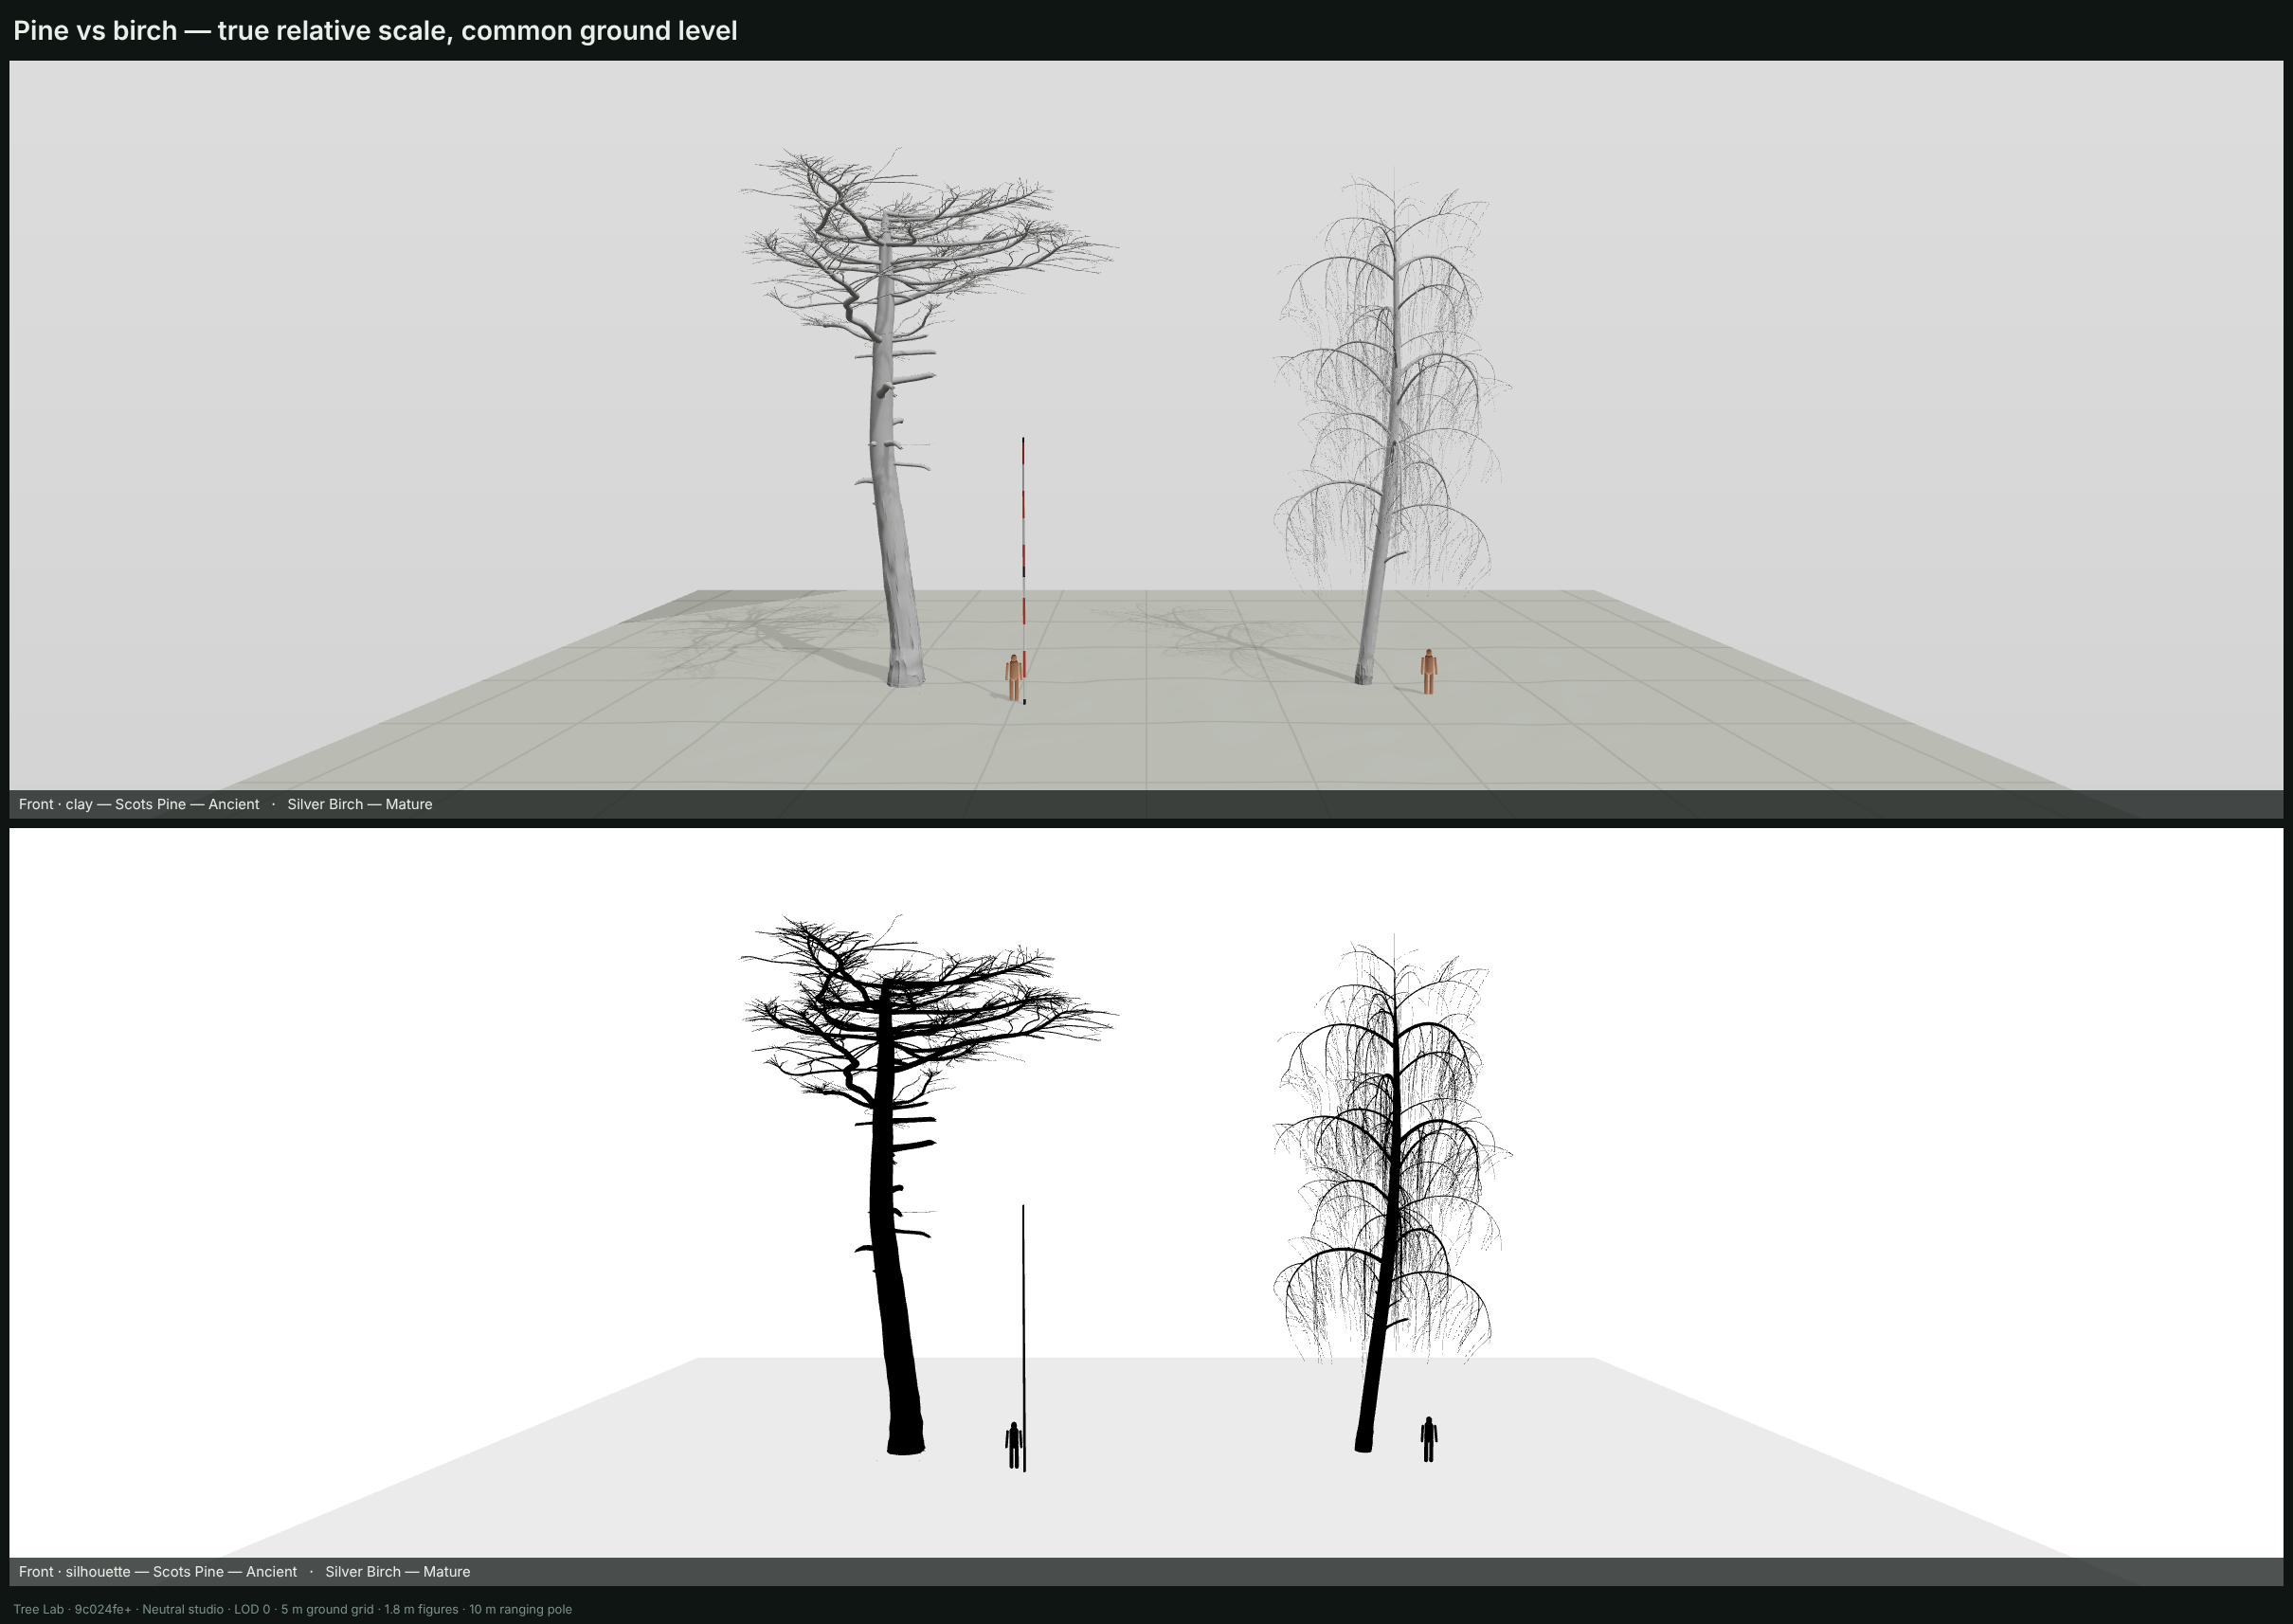 Pine vs birch — true relative scale, common ground level
Front · clay — Scots Pine — Ancient · Silver Birch — Mature
Front · silhouette — Scots Pine — Ancient · Silver Birch — Mature
Tree Lab · 9c024fe+ · Neutral studio · LOD 0 · 5 m ground grid · 1.8 m figures · 10 m ranging pole